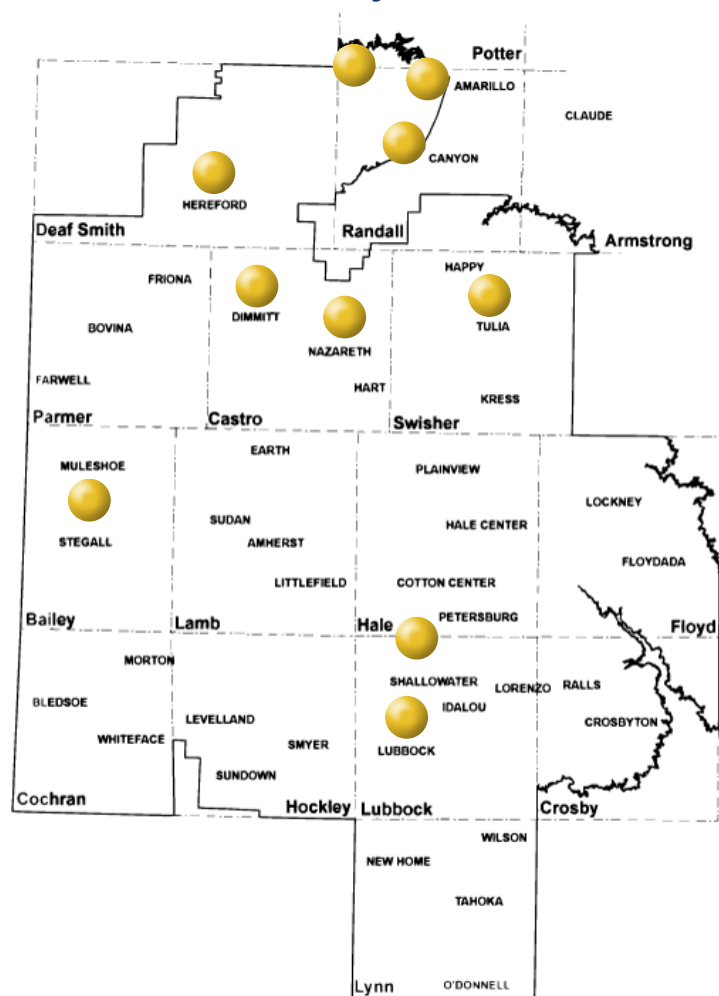 Potter
AMARILLO
CLAUDE
CANYON
HEREFORD
Deaf Smith
Randall
Armstrong
HAPPY
FRIONA
DIMMITT
TULIA
BOVINA
NAZARETH
FARWELL
HART
KRESS
Parmer
Castro
Swisher
EARTH
MULESHOE
PLAINVIEW
LOCKNEY
SUDAN
HALE CENTER
STEGALL
AMHERST
FLOYDADA
LITTLEFIELD
COTTON CENTER
PETERSBURG
Bailey
Lamb
Hale
Floyd
MORTON
SHALLOWATER
LORENZO
RALLS
BLEDSOE
IDALOU
LEVELLAND
CROSBYTON
WHITEFACE
SMYER
LUBBOCK
SUNDOWN
Cochran
Hockley
Lubbock
Crosby
WILSON
NEW HOME
TAHOKA
Lynn
O'DONNELL